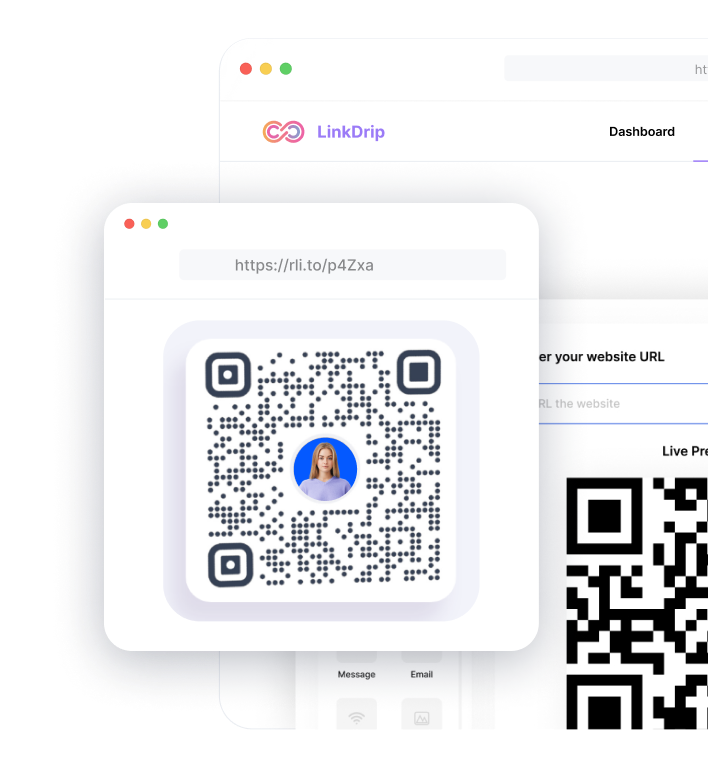 ht
LinkDrip
Dashboard
https://rli.to/p4Zxa
er your website URL
RL the website
Live Pre
Message
Email